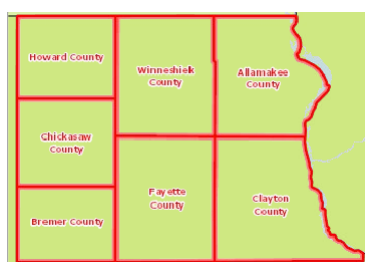 Howard County
Winneshiek
County
Allamakee
County
Chickasaw
County
Fayette
County
Clayton
County
Bremer County